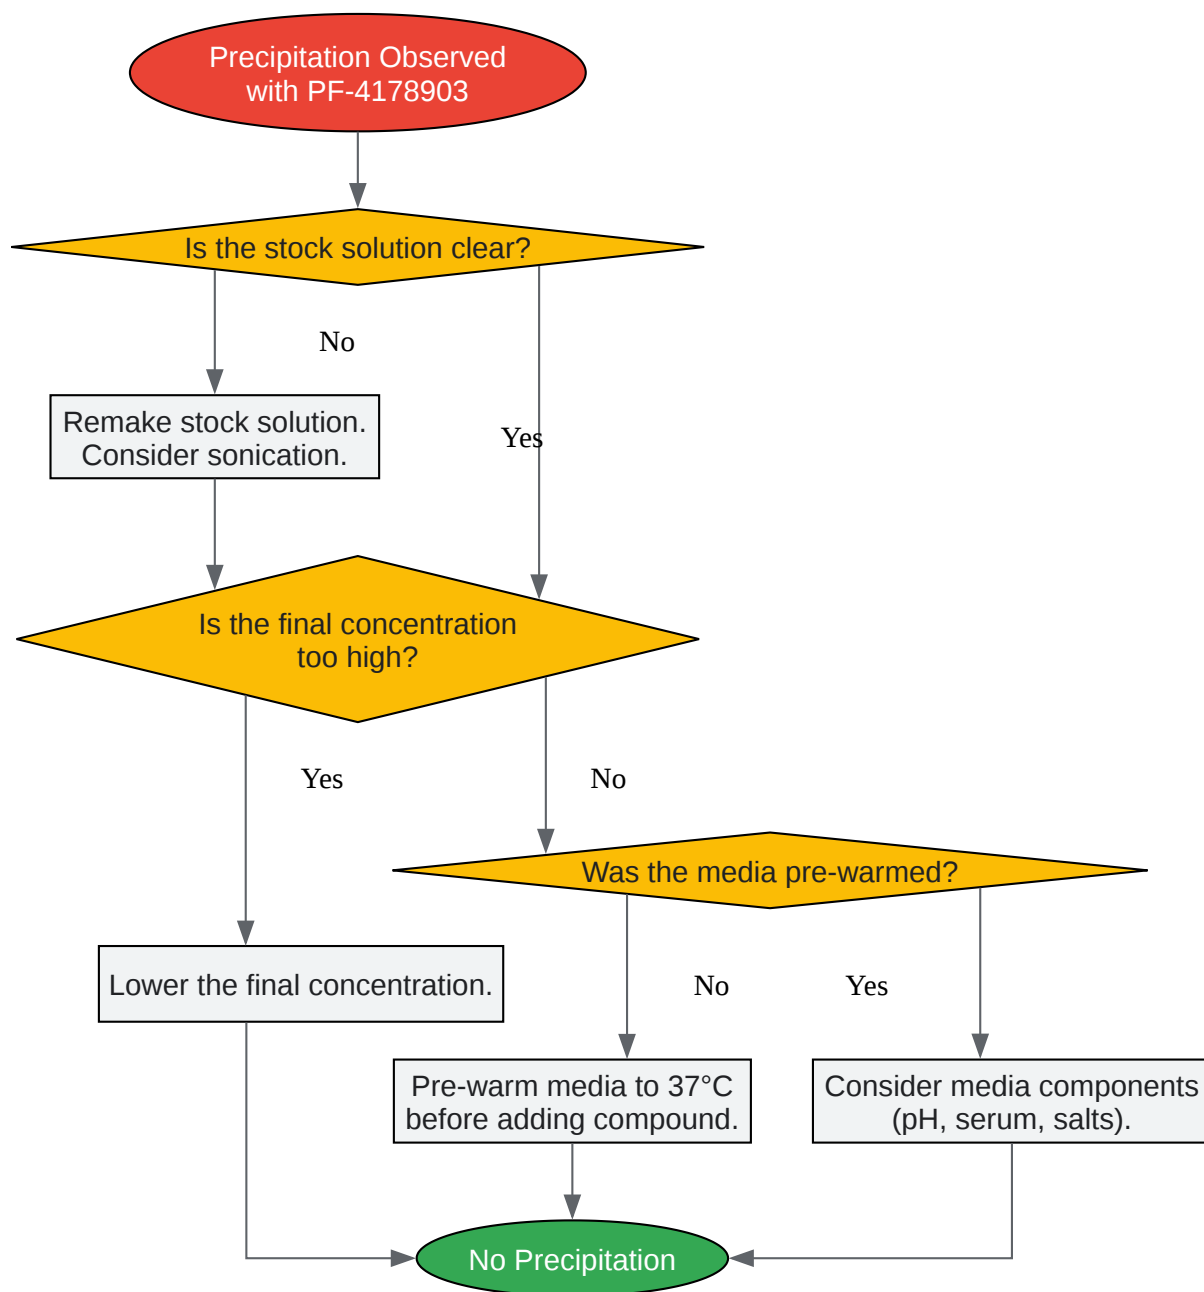 Precipitation Observed
with PF-4178903
Is the stock solution clear?
No
Remake stock solution.
Consider sonication.
Yes
Is the final concentration
too high?
Yes
No
Was the media pre-warmed?
Lower the final concentration.
No
Yes
Pre-warm media to 37°C
before adding compound.
Consider media components
(pH, serum, salts).
No Precipitation